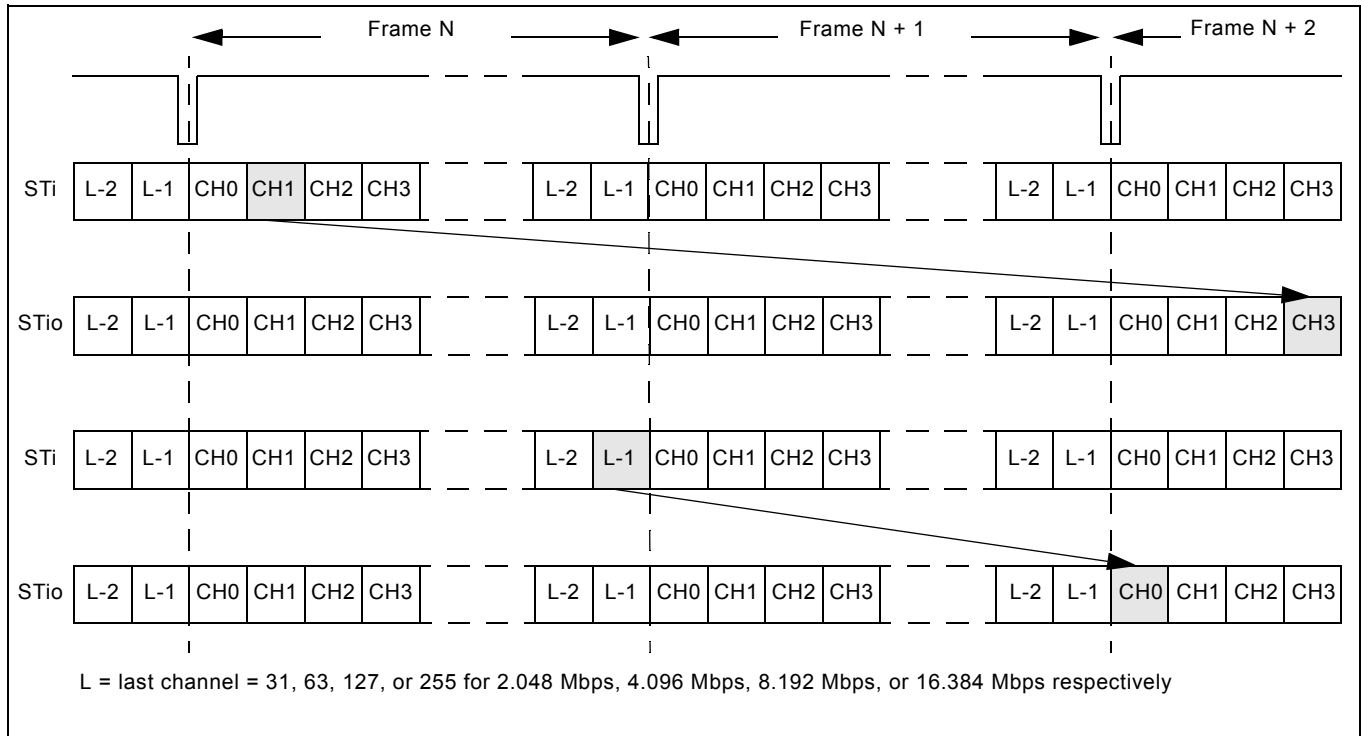 Frame N Frame N + 1 Frame N + 2
STi L-2 L-1 CH0 CH1 CH2 CH3 L-2 L-1 CH0 CH1 CH2 CH3 L-2 L-1 CH0 CH1 CH2 CH3
STio L-2 L-1 CH0 CH1 CH2 CH3 L-2 L-1 CH0 CH1 CH2 CH3 L-2 L-1 CH0 CH1 CH2 CH3
STi L-2 L-1 CH0 CH1 CH2 CH3 L-2 L-1 CH0 CH1 CH2 CH3 L-2 L-1 CH0 CH1 CH2 CH3
STio L-2 L-1 CH0 CH1 CH2 CH3 L-2 L-1 CH0 CH1 CH2 CH3 L-2 L-1 CH0 CH1 CH2 CH3
L = last channel = 31, 63, 127, or 255 for 2.048 Mbps, 4.096 Mbps, 8.192 Mbps, or 16.384 Mbps respectively